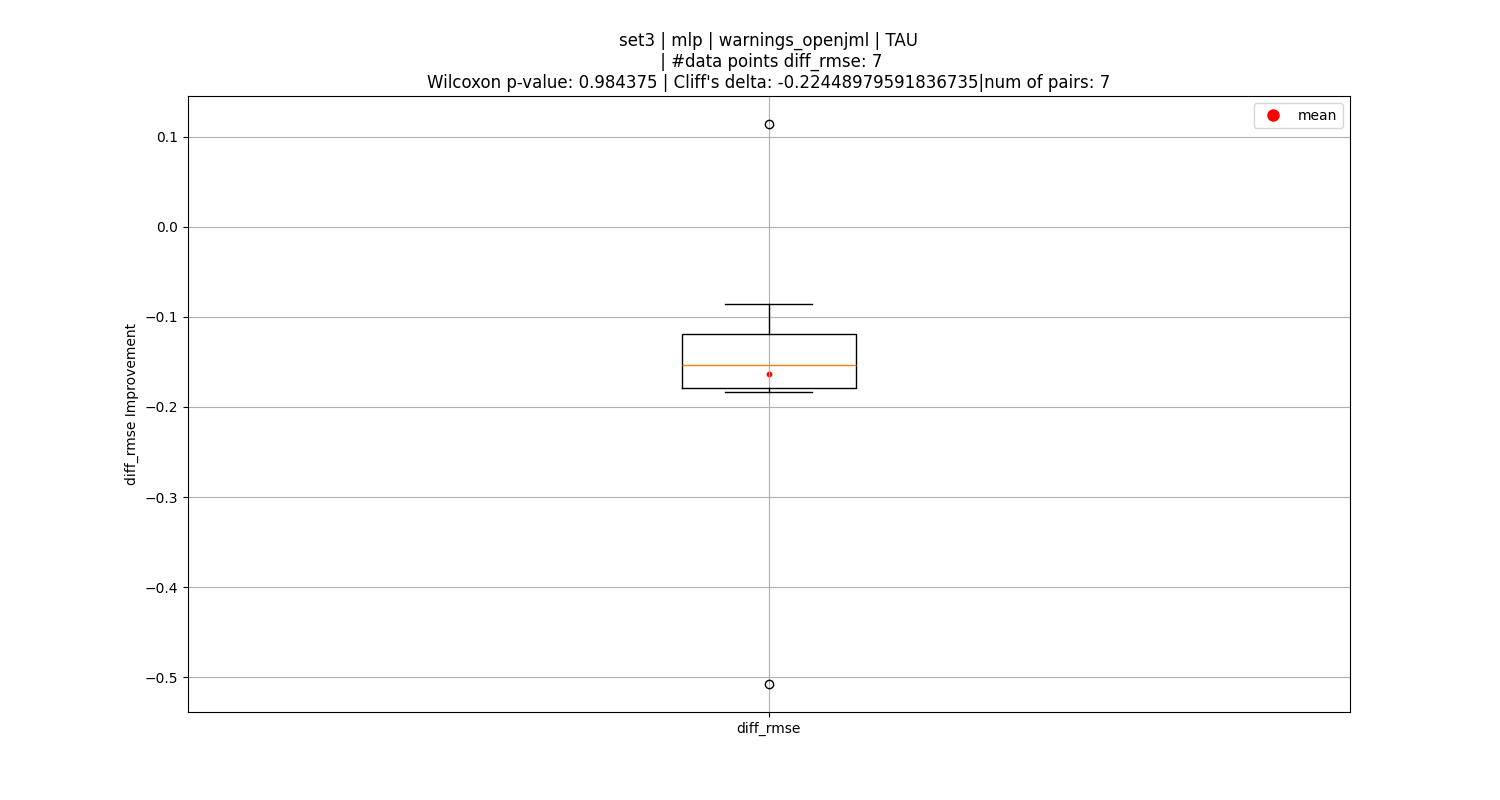 set3 | mlp | warnings_openjml | TAU
| #data points diff_rmse: 7
Wilcoxon p-value: 0.984375 | Cliff's delta: -0.22448979591836735|num of pairs: 7
mean
0.1
0.0
−0.1
−0.2
−0.3
−0.4
−0.5
diff_rmse Improvement
diff_rmse